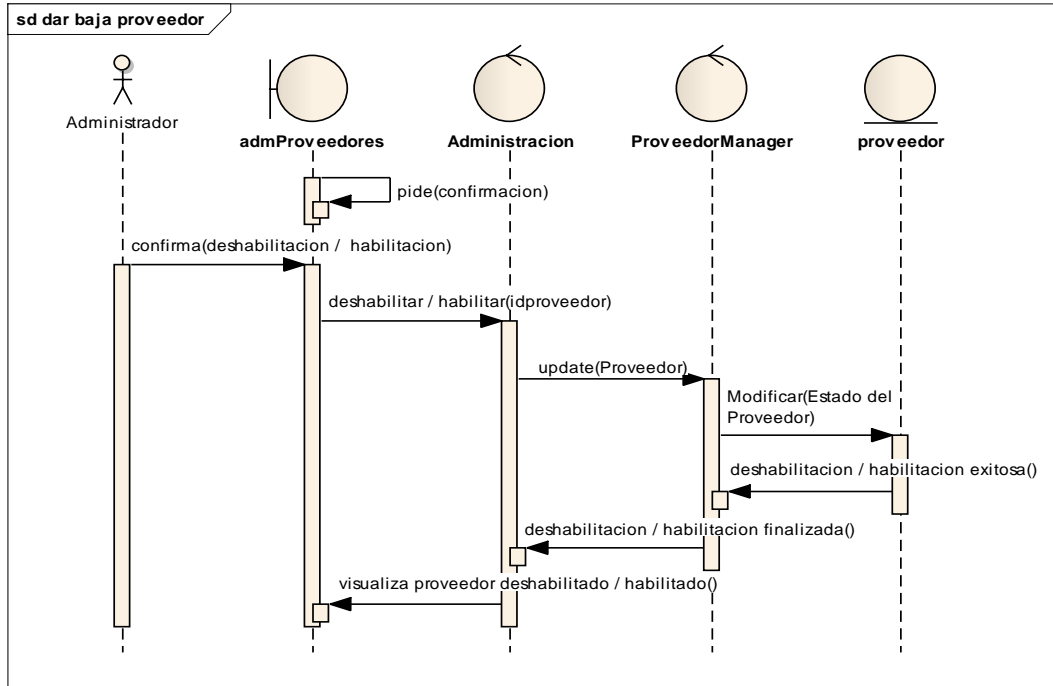 sd dar baja proveedor
Administrador
admProveedores
Administracion
ProveedorManager
proveedor
pide(confirmacion)
confirma(deshabilitacion / habilitacion)
deshabilitar / habilitar(idproveedor)
update(Proveedor)
Modificar(Estado del
Proveedor)
deshabilitacion / habilitacion exitosa()
deshabilitacion / habilitacion finalizada()
visualiza proveedor deshabilitado / habilitado()